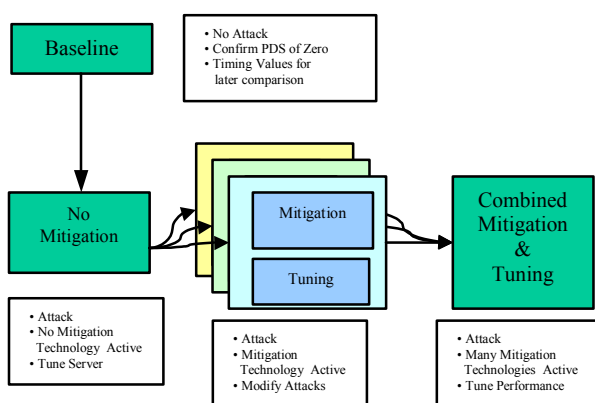 Baseline
• No Attack
• Confirm PDS of Zero
• Timing Values for
later comparison
No
Mitigation
Mitigation
Tuning
Combined
Mitigation
&
Tuning
• Attack
• No Mitigation
Technology Active
• Tune Server
• Attack
• Mitigation
Technology Active
• Modify Attacks
• Attack
• Many Mitigation
Technologies Active
• Tune Performance